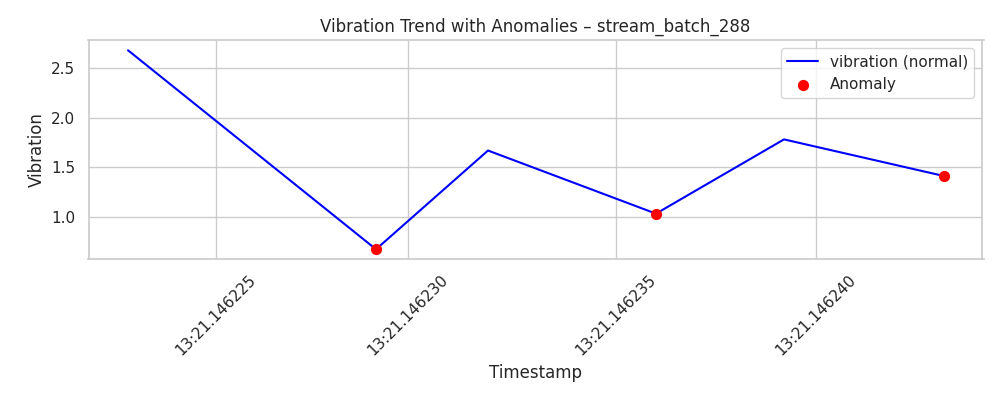 Vibration Trend with Anomalies – stream_batch_288
vibration (normal)
Anomaly
Vibration
2.5
2.0
1.5
1.0
13:21.146225
13:21.146230
13:21.146235
13:21.146240
Timestamp